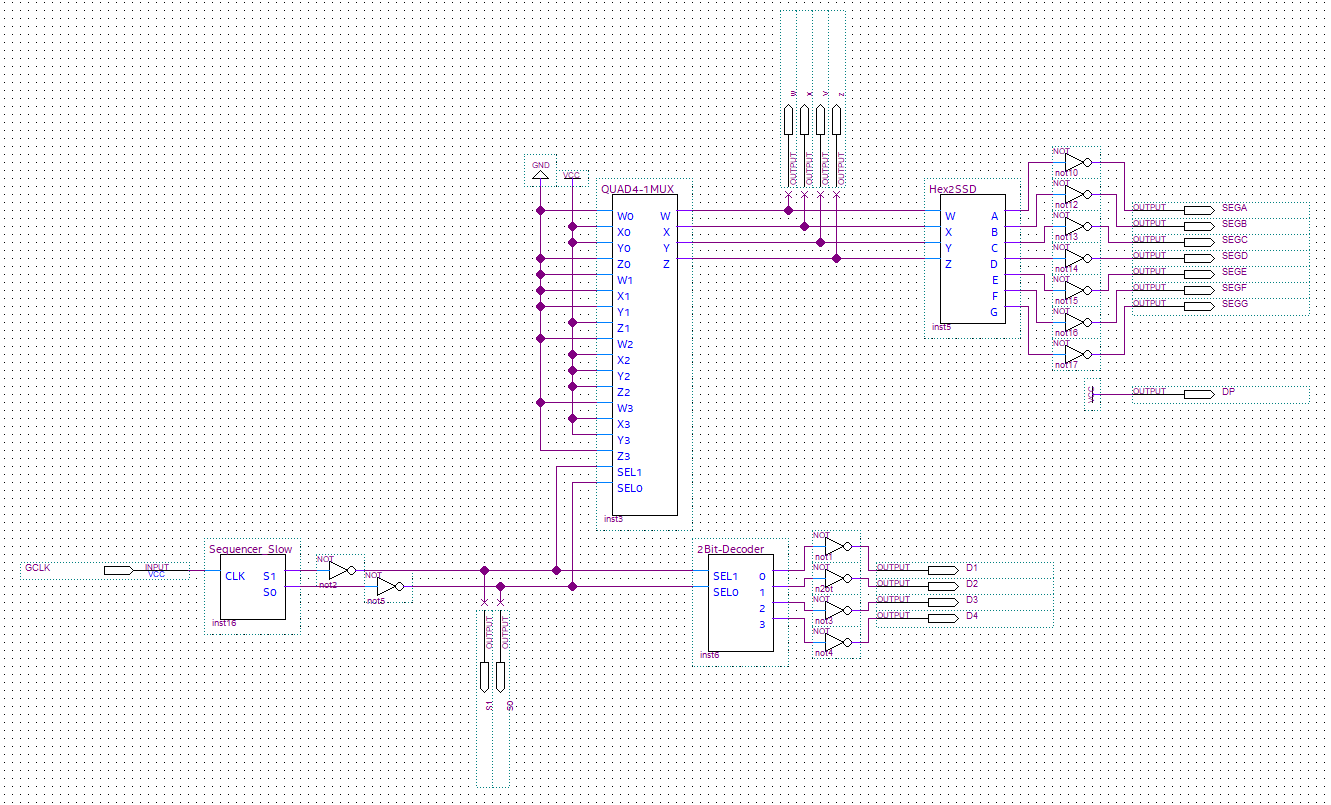 w
x
y
z
OUTPUT
OUTPUT
OUTPUT
OUTPUT
GND
VCC
QUAD4-1MUX
W0
X0
Y0
Z0
W1
X1
Y1
Z1
W2
X2
Y2
Z2
W3
X3
Y3
Z3
SEL1
SEL0
W
X
Y
Z
inst3
Hex2SSD
W
X
Y
Z
A
B
C
D
E
F
G
inst5
NOT
not10
NOT
not12
NOT
not13
NOT
not14
NOT
not15
NOT
not16
NOT
not17
OUTPUT SEGA
OUTPUT SEGB
OUTPUT SEGC
OUTPUT SEGD
OUTPUT SEGE
OUTPUT SEGF
OUTPUT SEGG
VCC
OUTPUT DP
GCLK
INPUT
VCC
Sequencer_Slow
CLK S1
S0
inst16
NOT
not2
NOT
not5
OUTPUT
OUTPUT
S1
S0
2Bit-Decoder
SEL1 0
SEL0 1
2
3
inst6
NOT
not1
NOT
n2ot
NOT
not3
NOT
not4
OUTPUT D1
OUTPUT D2
OUTPUT D3
OUTPUT D4